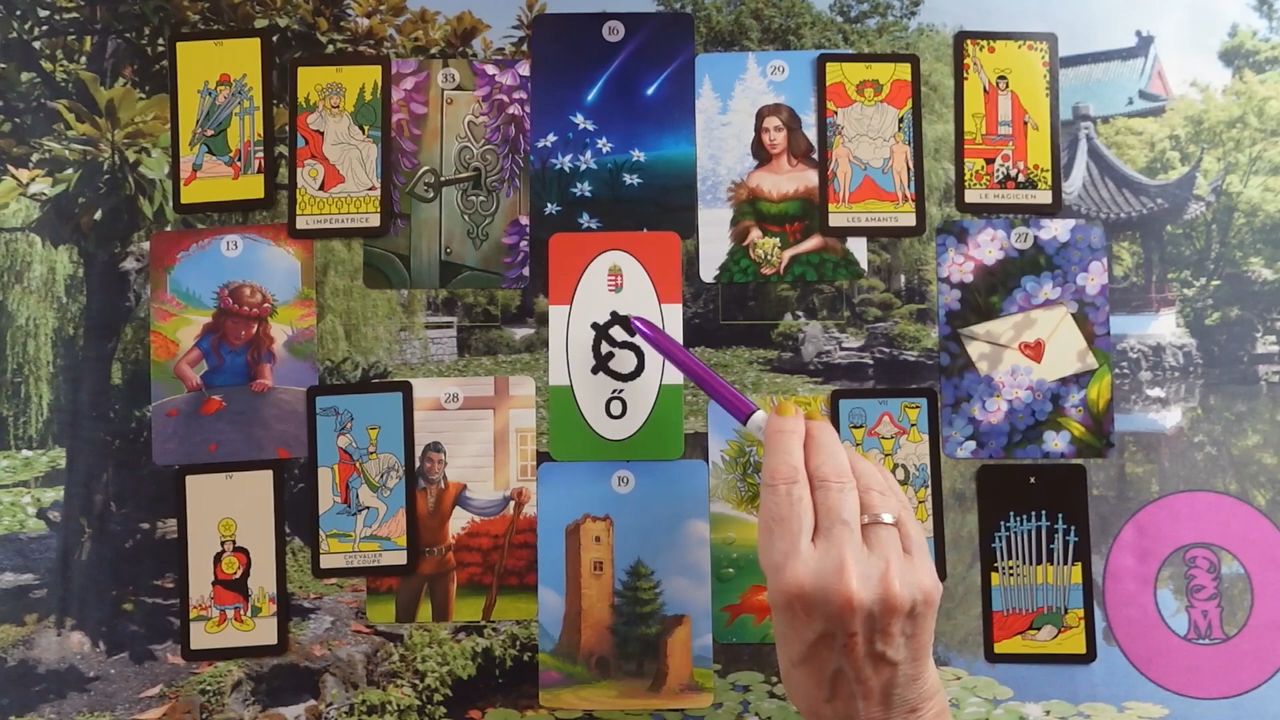 VII
III
L'IMPÉRATRICE
33
16
29
VI
LES AMANTS
LE MAGICIEN
13
27
S
Ő
28
CHEVALIER
DE COUPE
19
VII
IV
X